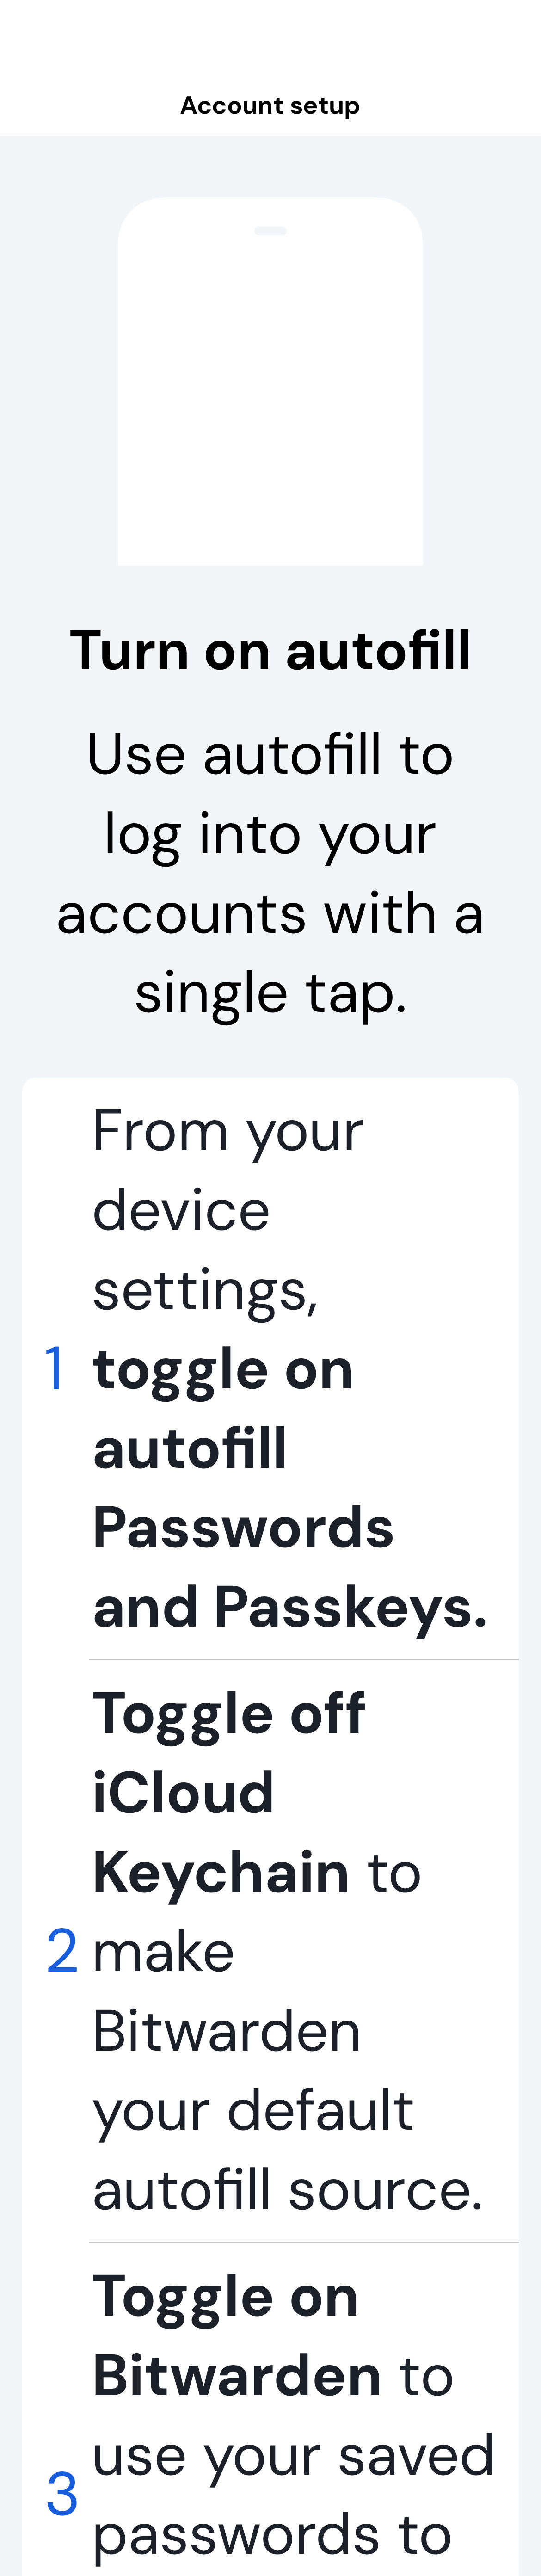 Account setup
Turn on autofill
Use autofill to
log into your
accounts with a
single tap.
From your
device
settings,
1 toggle on
autofill
Passwords
and Passkeys.
Toggle off
iCloud
Keychain to
2 make
Bitwarden
your default
autofill source.
Toggle on
Bitwarden to
use your saved
3
passwords to